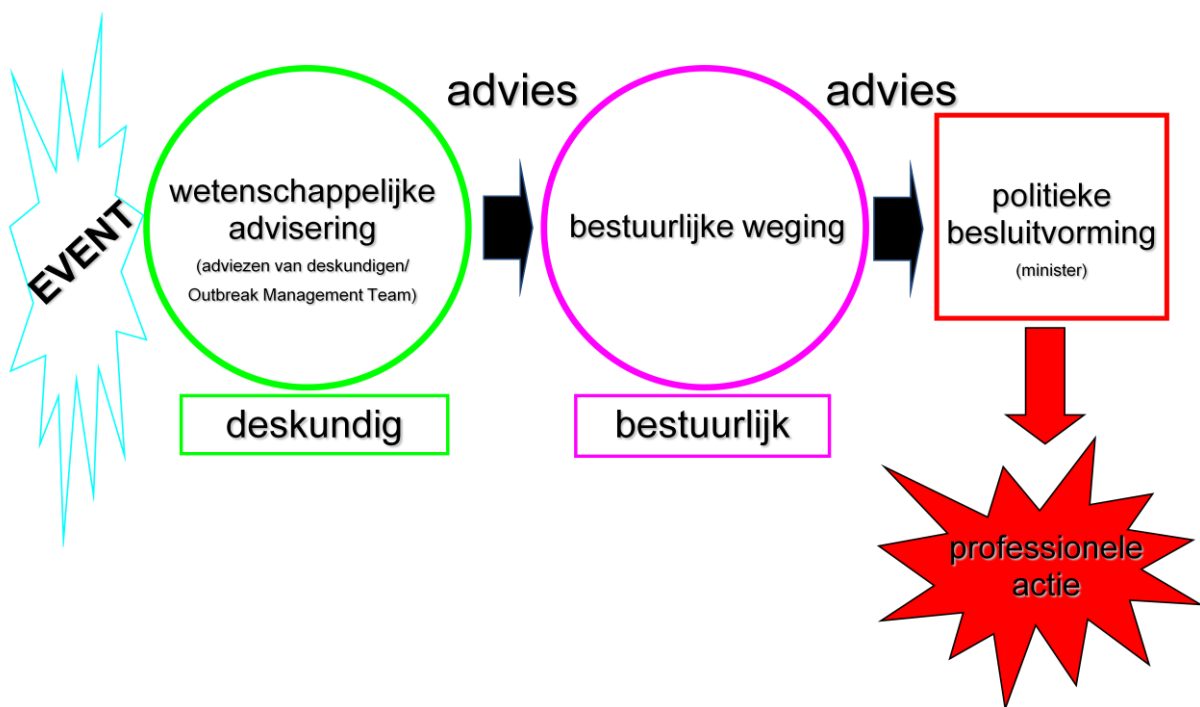 EVENT
wetenschappelijke
advisering
(adviezen van deskundigen/
Outbreak Management Team)
deskundig
advies
bestuurlijke weging
bestuurlijk
advies
politieke
besluitvorming
(minister)
professionele
actie